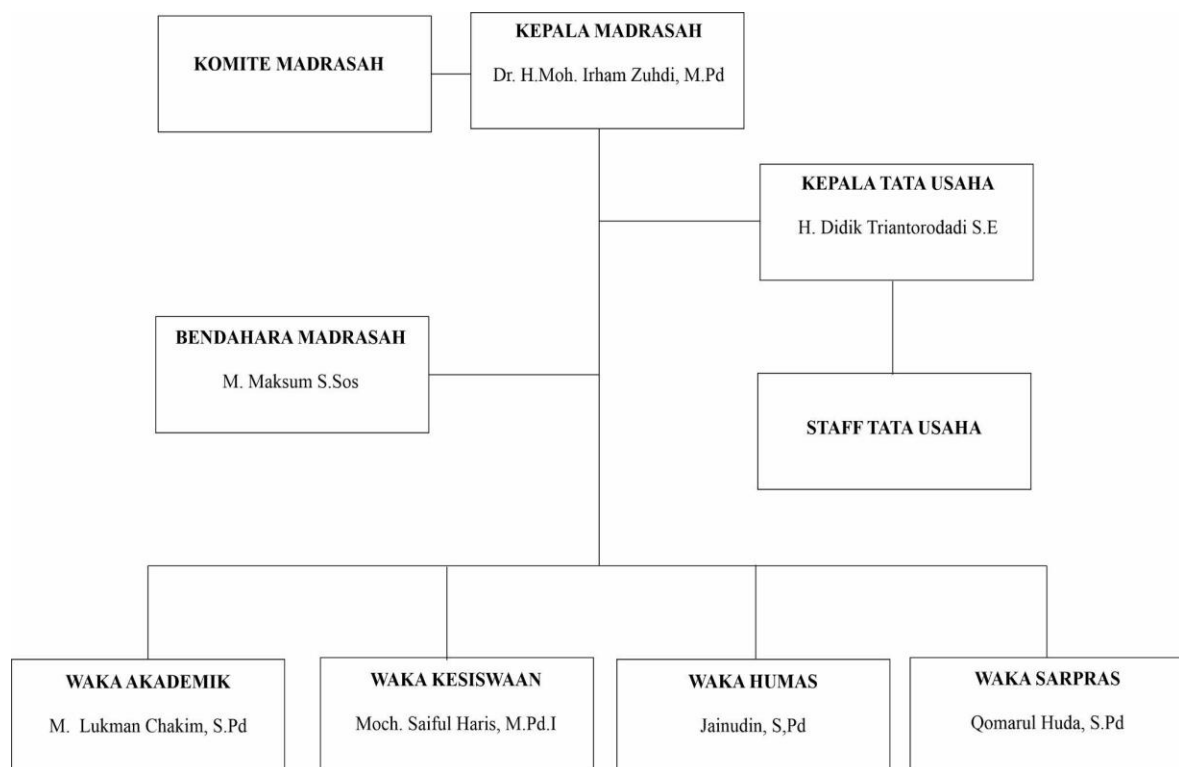 KOMITE MADRASAH
KEPALA MADRASAH
Dr. H.Moh. Irham Zuhdi, M.Pd
KEPALA TATA USAHA
H. Didik Triantorodadi S.E
BENDAHARA MADRASAH
M. Maksum S.Sos
STAFF TATA USAHA
WAKA AKADEMIK
M. Lukman Chakim, S.Pd
WAKA KESISWAAN
Moch. Saiful Haris, M.Pd.I
WAKA HUMAS
Jainudin, S,Pd
WAKA SARPRAS
Qomarul Huda, S.Pd